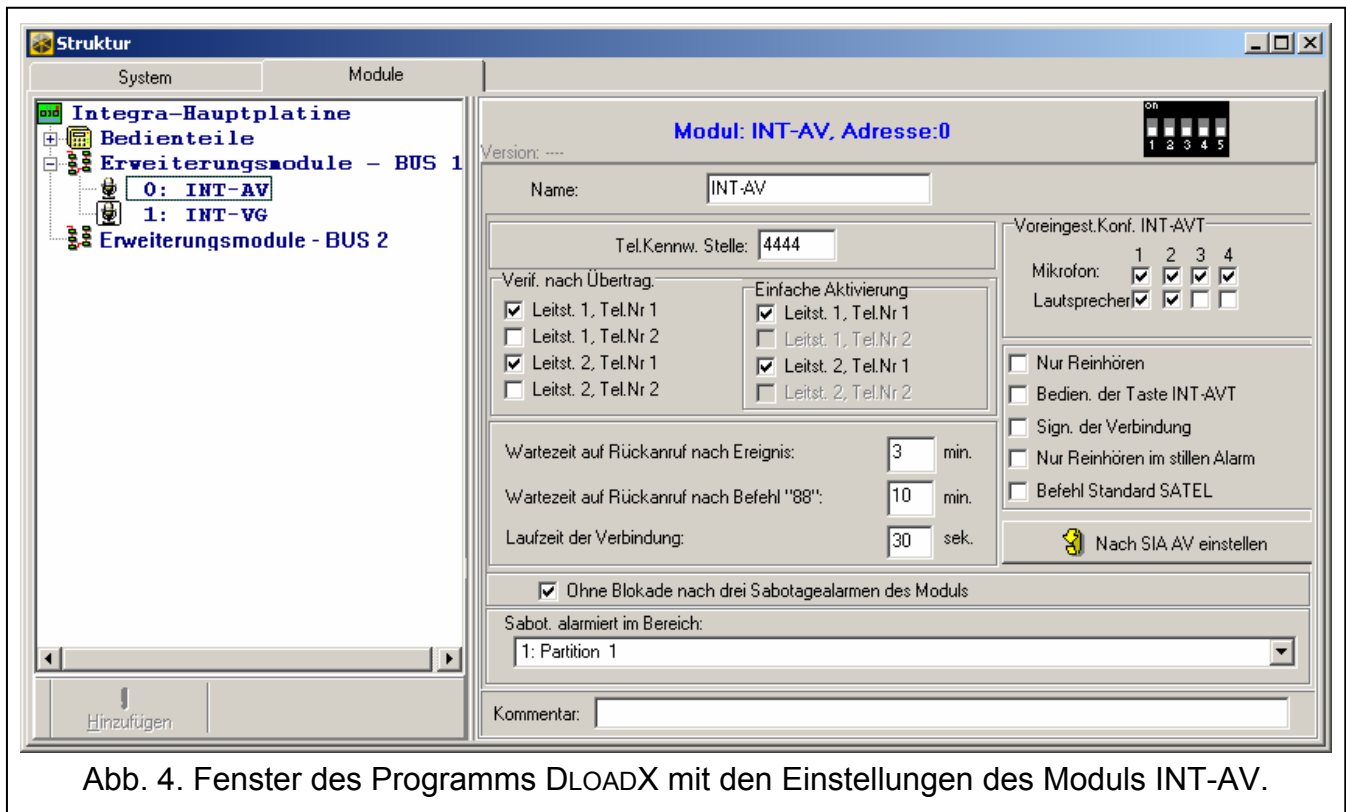 Struktur
System
Module
Integra-Hauptplatine
Bedienteile
Erweiterungsmodule - BUS 1
0: INT-AV
1: INT-VG
Erweiterungsmodule - BUS 2
Hinzufügen
Modul: INT-AV, Adresse:0
Version: ----
on
1 2 3 4 5
Name: INT-AV
Tel.Kennw. Stelle: 4444
Verif. nach Übertrag.
Leitst. 1, Tel.Nr 1
Leitst. 1, Tel.Nr 2
Leitst. 2, Tel.Nr 1
Leitst. 2, Tel.Nr 2
Einfache Aktivierung
Leitst. 1, Tel.Nr 1
Leitst. 1, Tel.Nr 2
Leitst. 2, Tel.Nr 1
Leitst. 2, Tel.Nr 2
Voreingest.Konf. INT-AVT
1 2 3 4
Mikrofon:
Lautsprecher
Nur Reinhören
Bedien. der Taste INT-AVT
Sign. der Verbindung
Nur Reinhören im stillen Alarm
Befehl Standard SATEL
Nach SIA AV einstellen
Wartezeit auf Rückanruf nach Ereignis: 3 min.
Wartezeit auf Rückanruf nach Befehl "88": 10 min.
Laufzeit der Verbindung: 30 sek.
Ohne Blokade nach drei Sabotagealarmen des Moduls
Sabot. alarmiert im Bereich:
1: Partition 1
Kommentar:
Abb. 4. Fenster des Programms DLOADX mit den Einstellungen des Moduls INT-AV.